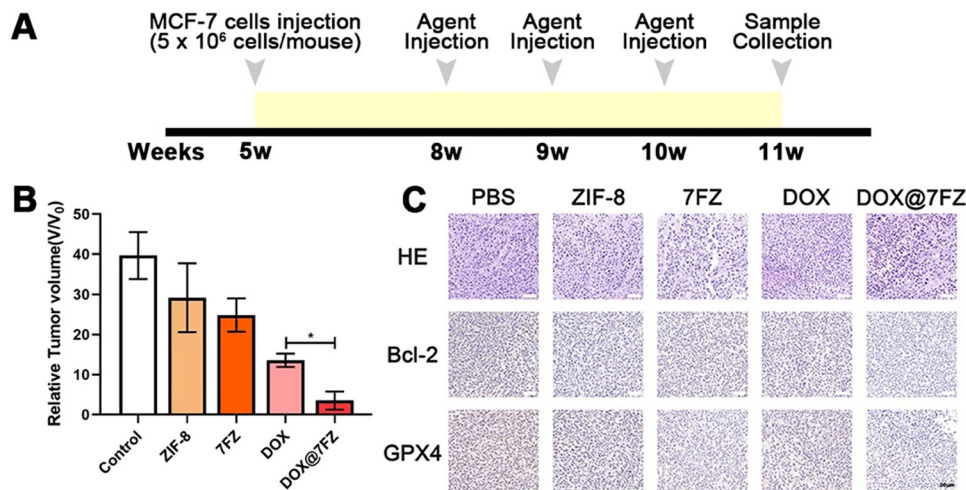 A
MCF-7 cells injection
(5 x 10⁶ cells/mouse)
Agent
Injection
Agent
Injection
Agent
Injection
Sample
Collection
Weeks 5w 8w 9w 10w 11w
B
Relative Tumor volume(V/V₀)
50
40
30
20
10
0
*
Control
ZIF-8
7FZ
DOX
DOX@7FZ
C
PBS ZIF-8 7FZ DOX DOX@7FZ
HE
Bcl-2
GPX4
50μm